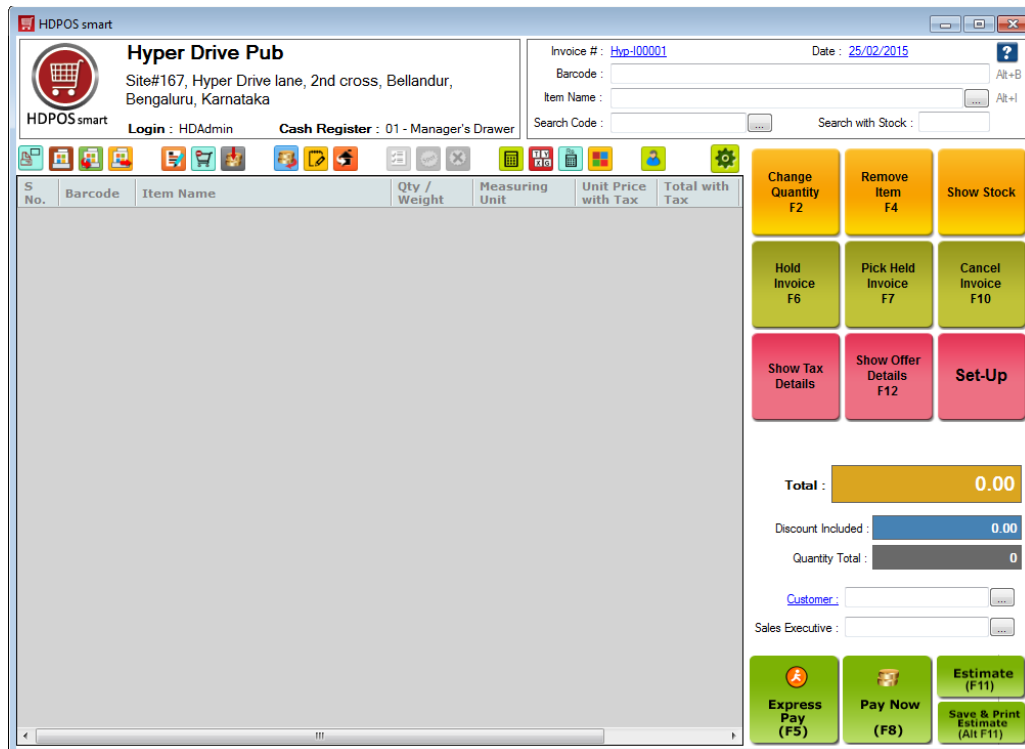 HDPOS smart
Hyper Drive Pub
Site#167, Hyper Drive lane, 2nd cross, Bellandur,
Bengaluru, Karnataka
HDPOS smart
Login : HDAdmin Cash Register : 01 - Manager's Drawer
Invoice # : Hyp-I00001 Date : 25/02/2015 ?
Barcode : Alt+B
Item Name : ... Alt+I
Search Code : ... Search with Stock :
S No. Barcode Item Name Qty / Weight Measuring Unit Unit Price with Tax Total with Tax
Change Quantity F2
Remove Item F4
Show Stock
Hold Invoice F6
Pick Held Invoice F7
Cancel Invoice F10
Show Tax Details
Show Offer Details F12
Set-Up
Total : 0.00
Discount Included : 0.00
Quantity Total : 0
Customer : ...
Sales Executive : ...
Express Pay (F5)
Pay Now (F8)
Estimate (F11)
Save & Print Estimate (Alt F11)